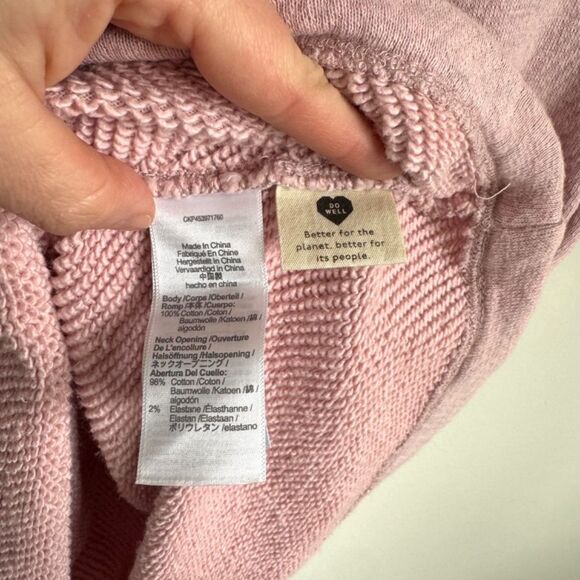 CKP453971760
Made In China
Fabriqué En Chine
Hergestellt In China
Vervaardigd in China
中国製
hecho en china
Body /Corps /Oberteil /
Romp /本体 /Cuerpo:
100% Cotton /Coton /
Baumwolle /Katoen /綿 /
algodón
Neck Opening /Ouverture
De L'encollure /
Halsöffnung /Halsopening /
ネックオープニング /
Abertura Del Cuello:
98% Cotton /Coton /
Baumwolle /Katoen /綿 /
algodón
2% Elastane /Élasthanne /
Elastan /Elastaan /
ポリウレタン /elastano
DO
WELL
Better for the
planet, better for
its people.